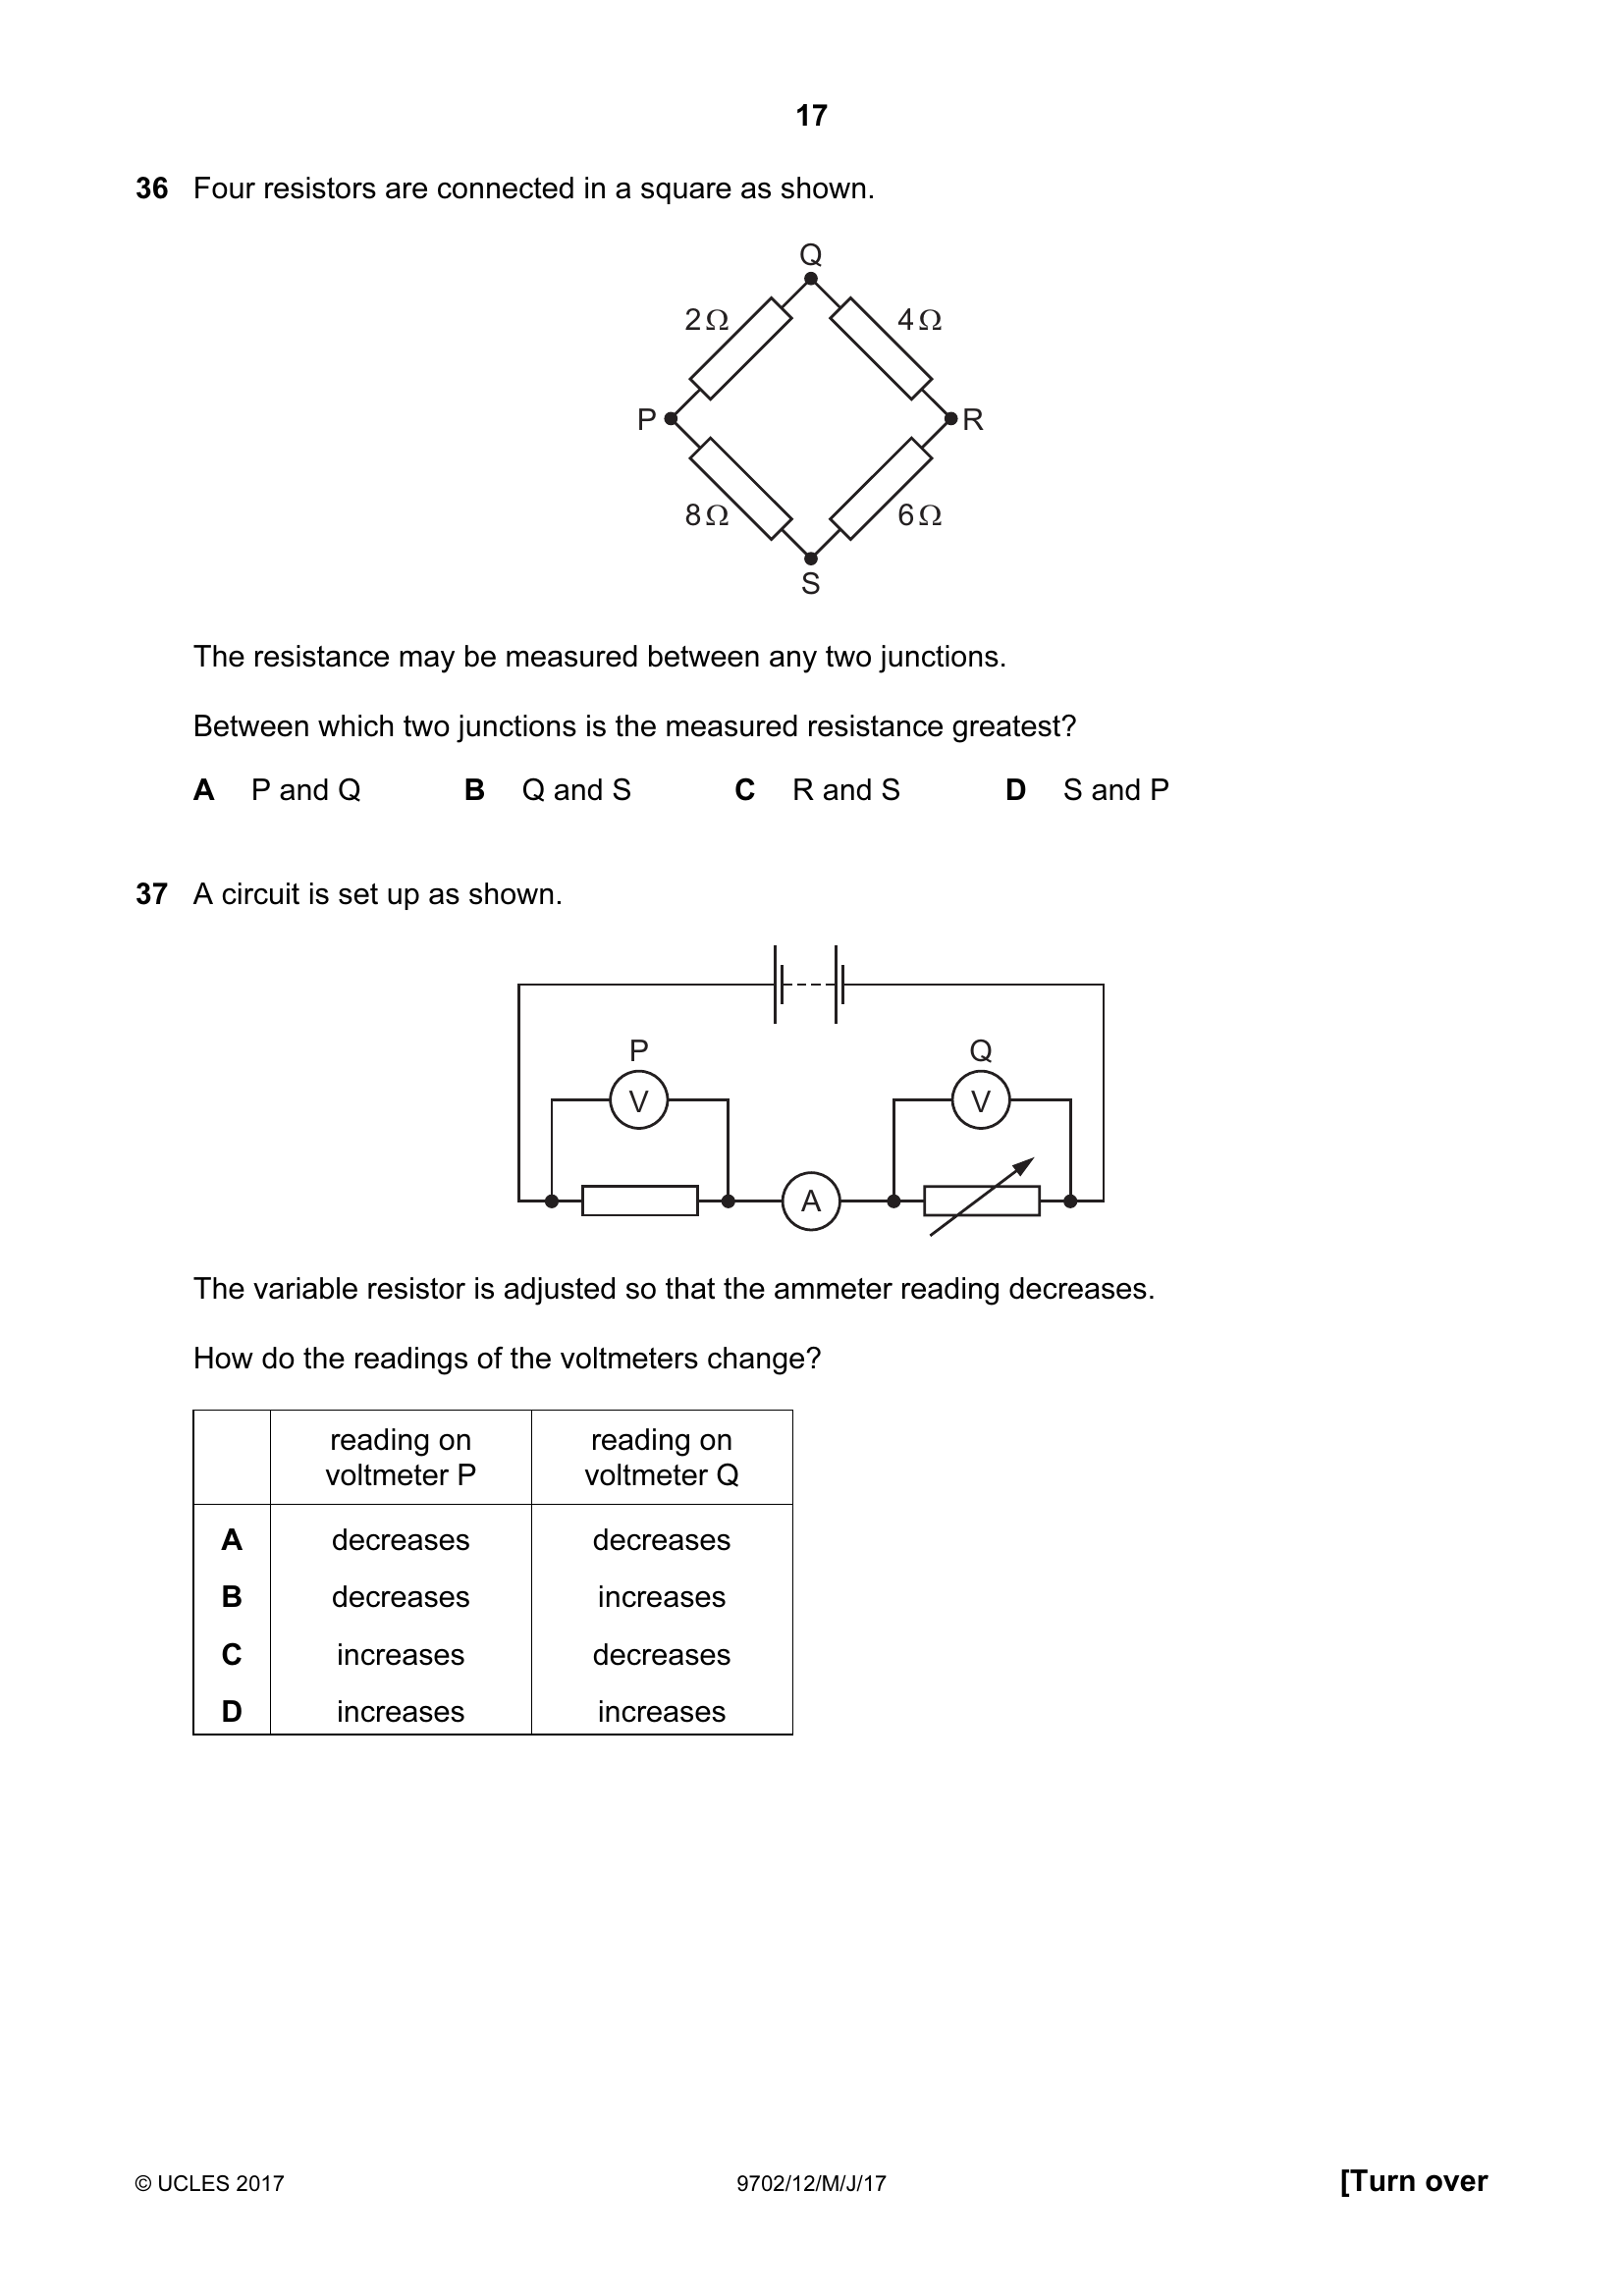 17
36 Four resistors are connected in a square as shown.
Q
2 Ω 4 Ω
P R
8 Ω 6 Ω
S
The resistance may be measured between any two junctions.
Between which two junctions is the measured resistance greatest?
A P and Q B Q and S C R and S D S and P
37 A circuit is set up as shown.
P Q
V V
A
The variable resistor is adjusted so that the ammeter reading decreases.
How do the readings of the voltmeters change?
reading on reading on
voltmeter P voltmeter Q
A decreases decreases
B decreases increases
C increases decreases
D increases increases
© UCLES 2017 9702/12/M/J/17 [Turn over